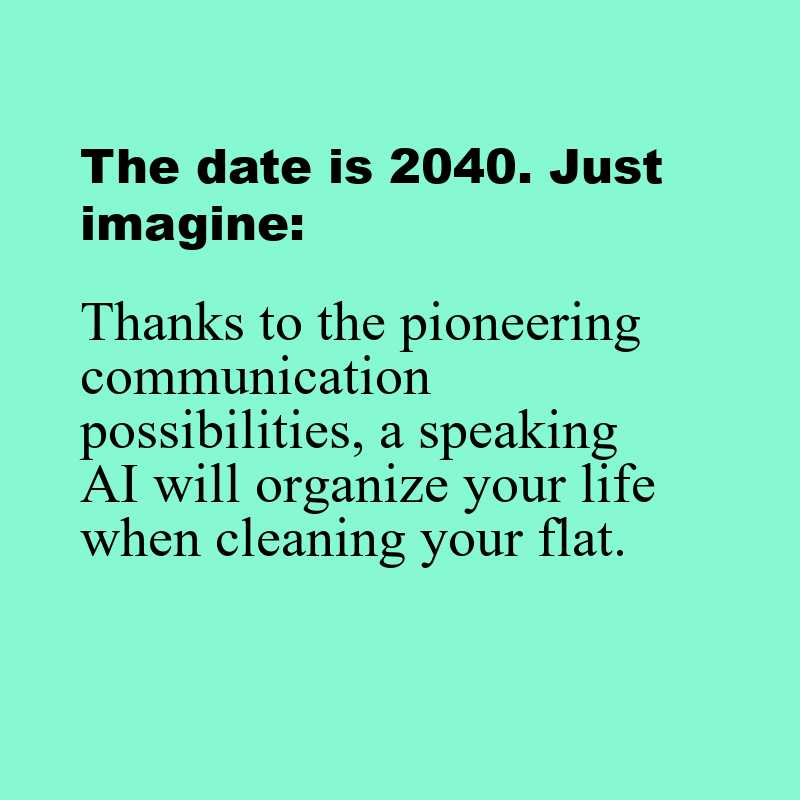 The date is 2040. Just
imagine:
Thanks to the pioneering
communication
possibilities, a speaking
AI will organize your life
when cleaning your flat.